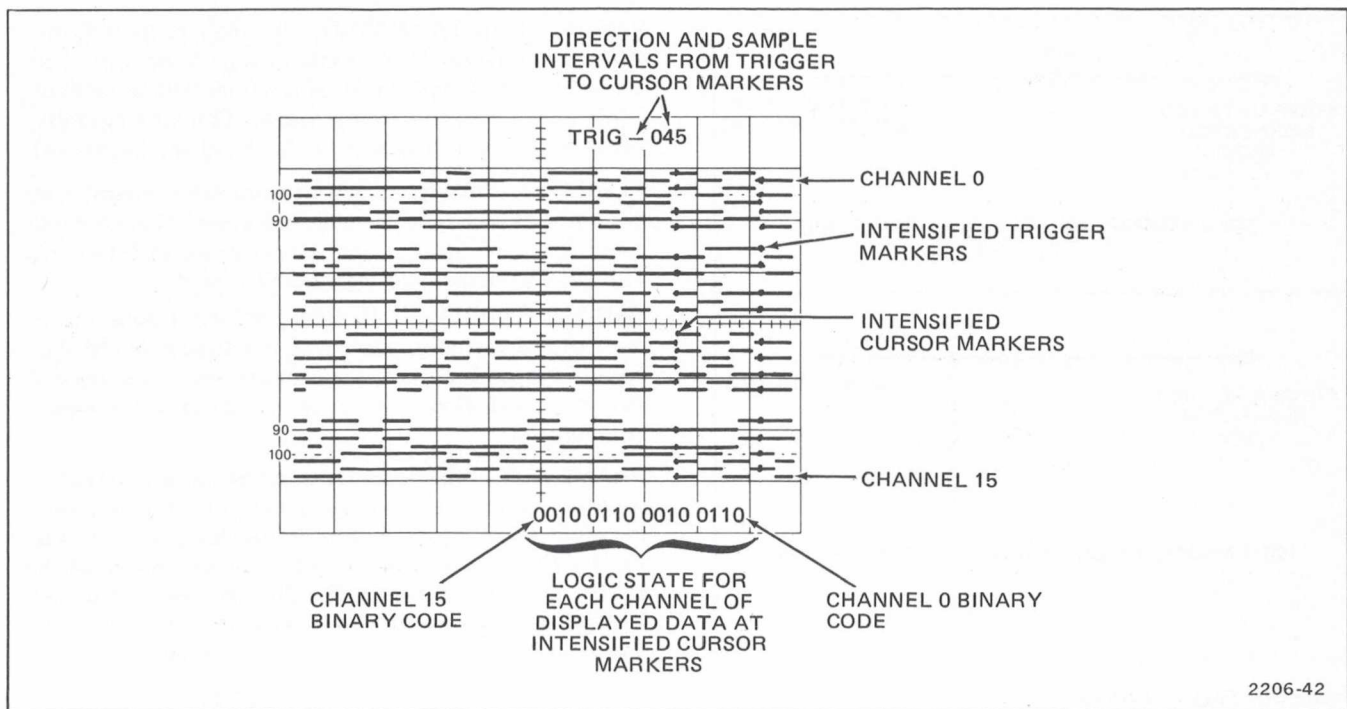 DIRECTION AND SAMPLE
INTERVALS FROM TRIGGER
TO CURSOR MARKERS
TRIG – 045
CHANNEL 0
100
90
INTENSIFIED TRIGGER
MARKERS
INTENSIFIED
CURSOR MARKERS
90
100
CHANNEL 15
0010 0110 0010 0110
CHANNEL 15
BINARY CODE
LOGIC STATE FOR
EACH CHANNEL OF
DISPLAYED DATA AT
INTENSIFIED CURSOR
MARKERS
CHANNEL 0 BINARY
CODE
2206-42